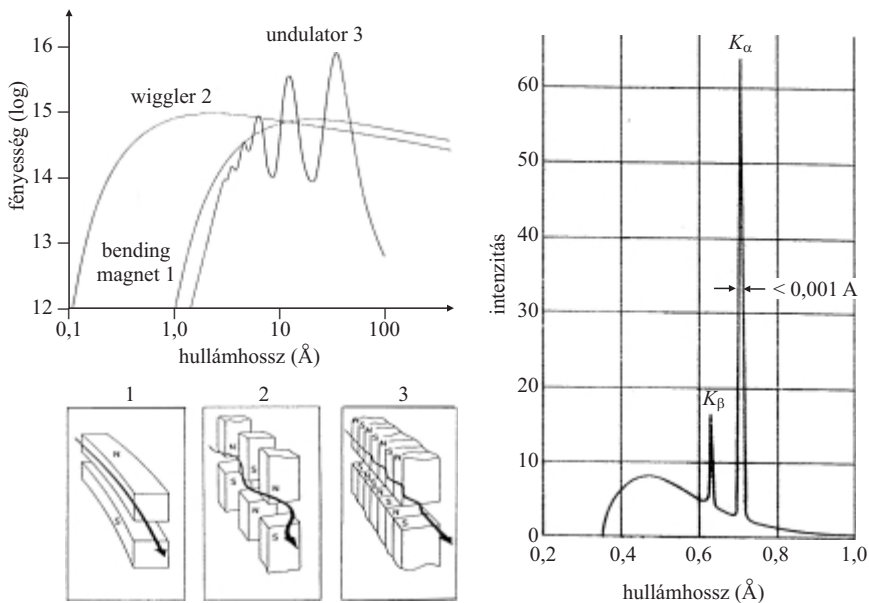 fényesség (log)
16
15
14
13
12
undulator 3
wiggler 2
bending
magnet 1
0,1
1,0
10
100
hullámhossz (Å)
1
2
3
N
S
N
S
N
S
intenzitás
60
50
40
30
20
10
0
Kα
Kβ
< 0,001 A
0,2
0,4
0,6
0,8
1,0
hullámhossz (Å)